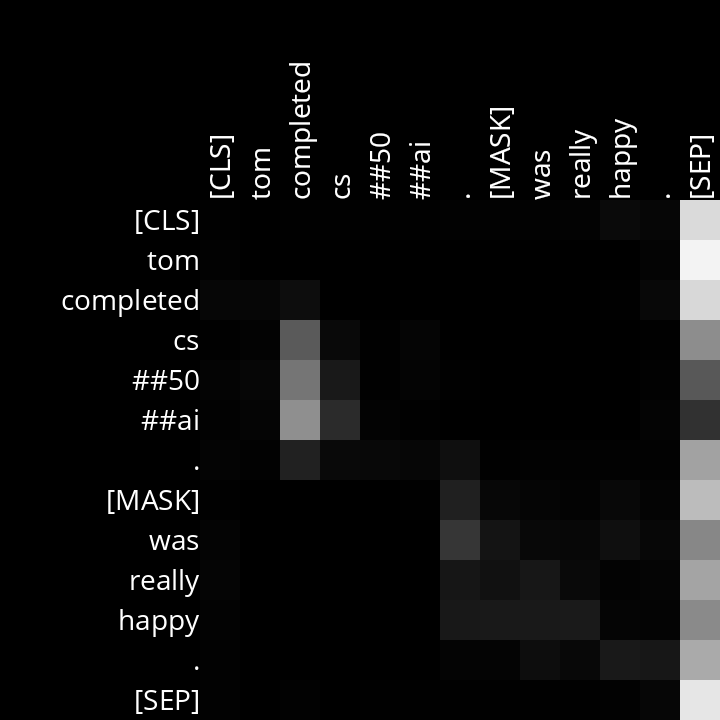 [CLS] tom completed cs ##50 ##ai . [MASK] was really happy . [SEP]
[CLS]
tom
completed
cs
##50
##ai
.
[MASK]
was
really
happy
.
[SEP]